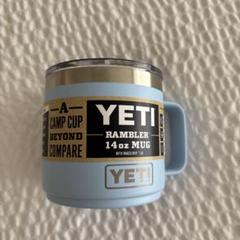 A
CAMP CUP
BEYOND
COMPARE
YETI
RAMBLER
14oz MUG
YETI